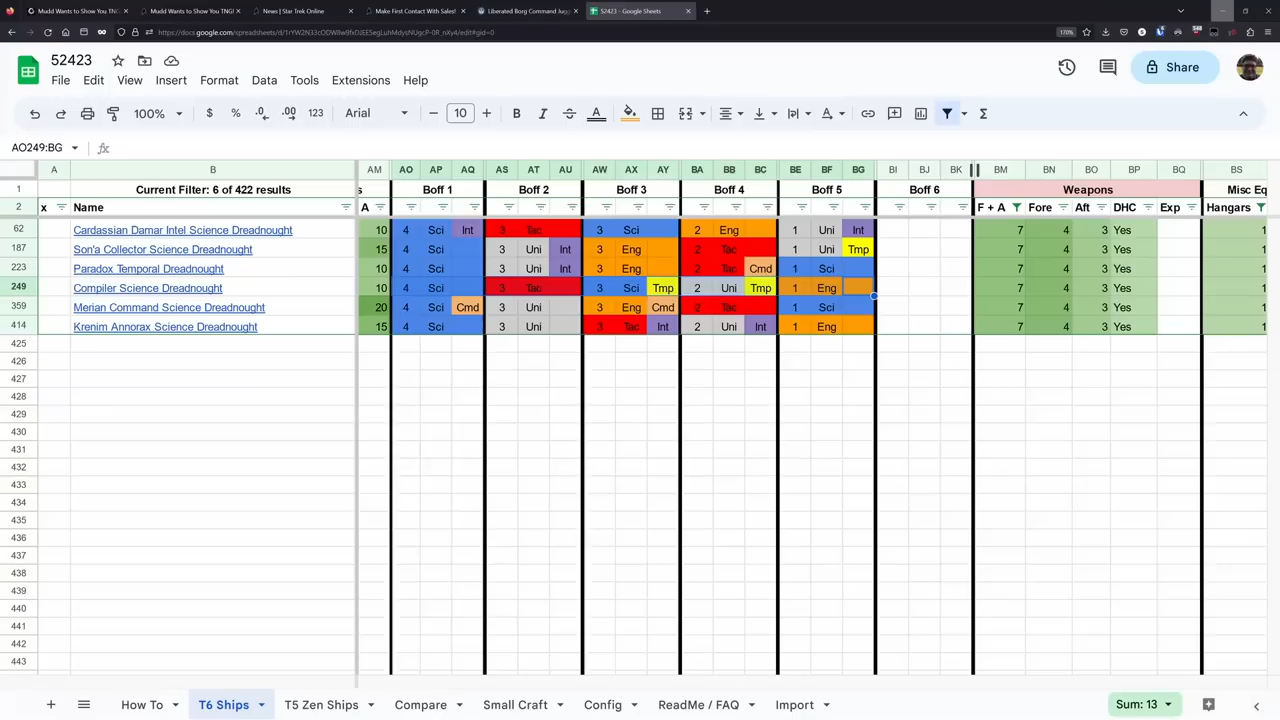 Mudd Wants to Show You TNG!
Mudd Wants to Show You TNG!
News | Star Trek Online
Make First Contact With Sales!
Liberated Borg Command Jugg
52423 - Google Sheets
170%
52423
File Edit View Insert Format Data Tools Extensions Help
Share
100% $ % .0 .00 123 Arial 10 B I A
AO249:BG
A B AM AO AP AQ AS AT AU AW AX AY BA BB BC BE BF BG BI BJ BK BM BN BO BP BQ BS
1 Current Filter: 6 of 422 results s Boff 1 Boff 2 Boff 3 Boff 4 Boff 5 Boff 6 Weapons Misc Eq
2 x Name A F + A Fore Aft DHC Exp Hangars
62 Cardassian Damar Intel Science Dreadnought 10 4 Sci Int 3 Tac 3 Sci 2 Eng 1 Uni Int 7 4 3 Yes 1
187 Son'a Collector Science Dreadnought 15 4 Sci 3 Uni Int 3 Eng 2 Tac 1 Uni Tmp 7 4 3 Yes 1
223 Paradox Temporal Dreadnought 10 4 Sci 3 Uni Int 3 Eng 2 Tac Cmd 1 Sci 7 4 3 Yes 1
249 Compiler Science Dreadnought 10 4 Sci 3 Tac 3 Sci Tmp 2 Uni Tmp 1 Eng 7 4 3 Yes 1
359 Merian Command Science Dreadnought 20 4 Sci Cmd 3 Uni 3 Eng Cmd 2 Tac 1 Sci 7 4 3 Yes 1
414 Krenim Annorax Science Dreadnought 15 4 Sci 3 Uni 3 Tac Int 2 Uni Int 1 Eng 7 4 3 Yes 1
425
426
427
428
429
430
431
432
433
434
435
436
437
438
439
440
441
442
443
How To T6 Ships T5 Zen Ships Compare Small Craft Config ReadMe / FAQ Import Sum: 13